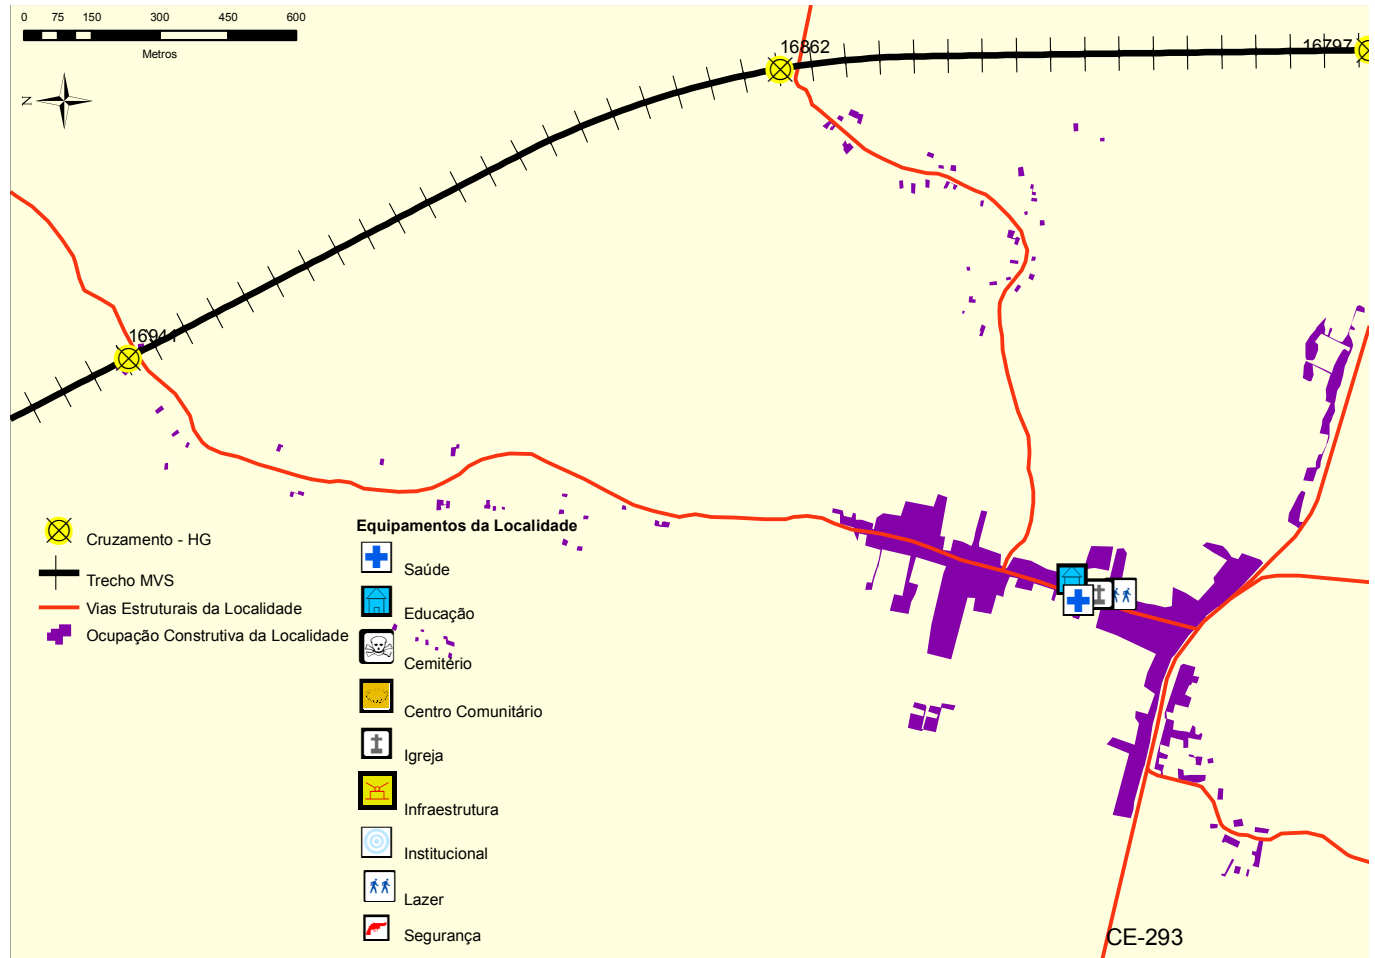 0 75 150 300 450 600
Metros
N
16862
16797
16944
Cruzamento - HG
Trecho MVS
Vias Estruturais da Localidade
Ocupação Construtiva da Localidade
Equipamentos da Localidade
Saúde
Educação
Cemitério
Centro Comunitário
Igreja
Infraestrutura
Institucional
Lazer
Segurança
CE-293